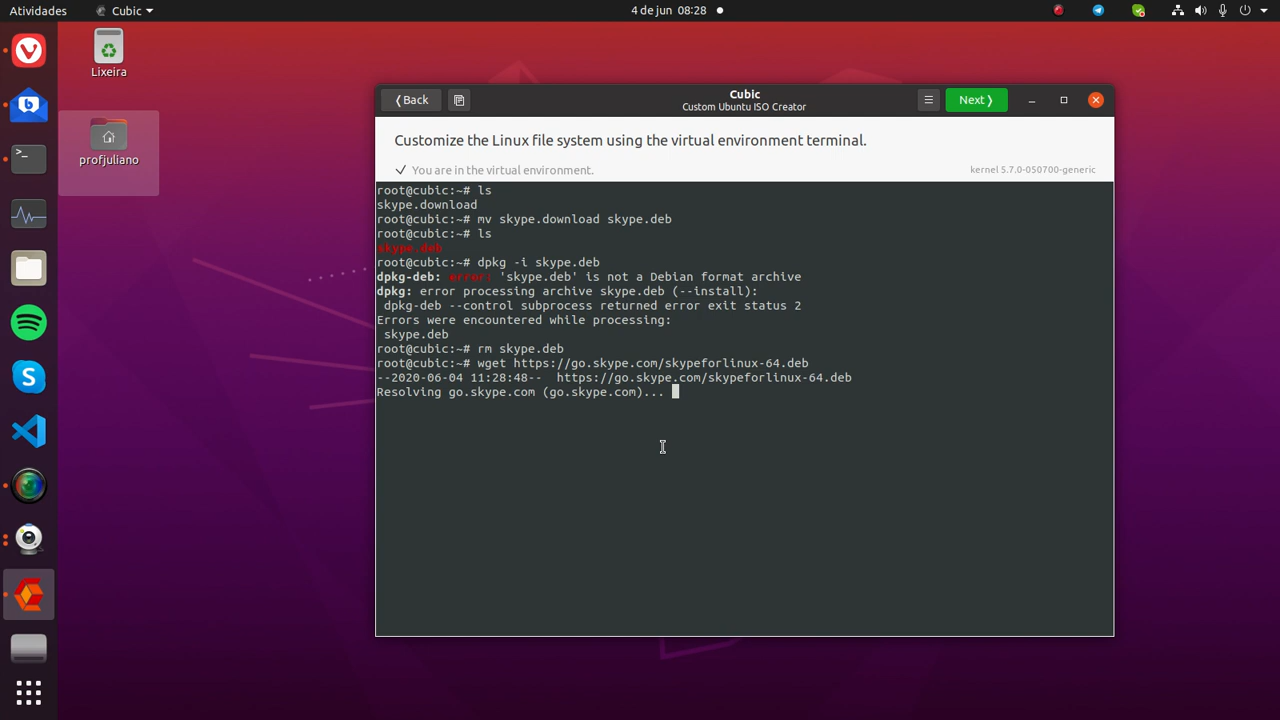 Atividades
Cubic
4 de jun 08:28
Lixeira
profjuliano
Back
Cubic
Custom Ubuntu ISO Creator
Next
Customize the Linux file system using the virtual environment terminal.
You are in the virtual environment.
kernel 5.7.0-050700-generic
root@cubic:~# ls
skype.download
root@cubic:~# mv skype.download skype.deb
root@cubic:~# ls
skype.deb
root@cubic:~# dpkg -i skype.deb
dpkg-deb: error: 'skype.deb' is not a Debian format archive
dpkg: error processing archive skype.deb (--install):
dpkg-deb --control subprocess returned error exit status 2
Errors were encountered while processing:
skype.deb
root@cubic:~# rm skype.deb
root@cubic:~# wget https://go.skype.com/skypeforlinux-64.deb
--2020-06-04 11:28:48--  https://go.skype.com/skypeforlinux-64.deb
Resolving go.skype.com (go.skype.com)...